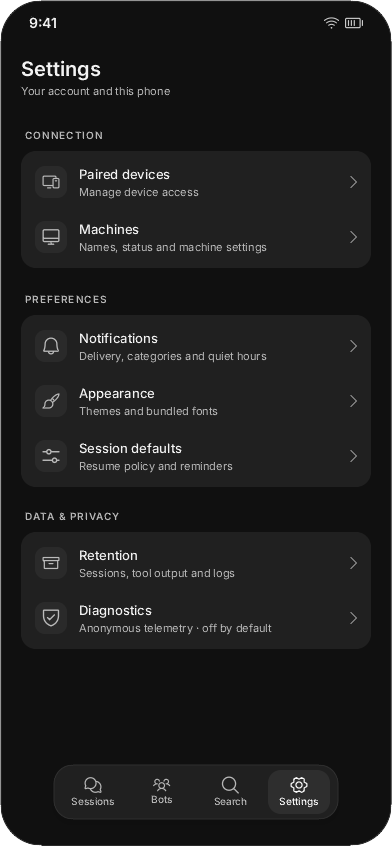 9:41
Settings
Your account and this phone
CONNECTION
Paired devices
Manage device access
Machines
Names, status and machine settings
PREFERENCES
Notifications
Delivery, categories and quiet hours
Appearance
Themes and bundled fonts
Session defaults
Resume policy and reminders
DATA & PRIVACY
Retention
Sessions, tool output and logs
Diagnostics
Anonymous telemetry · off by default
Sessions Bots Search Settings